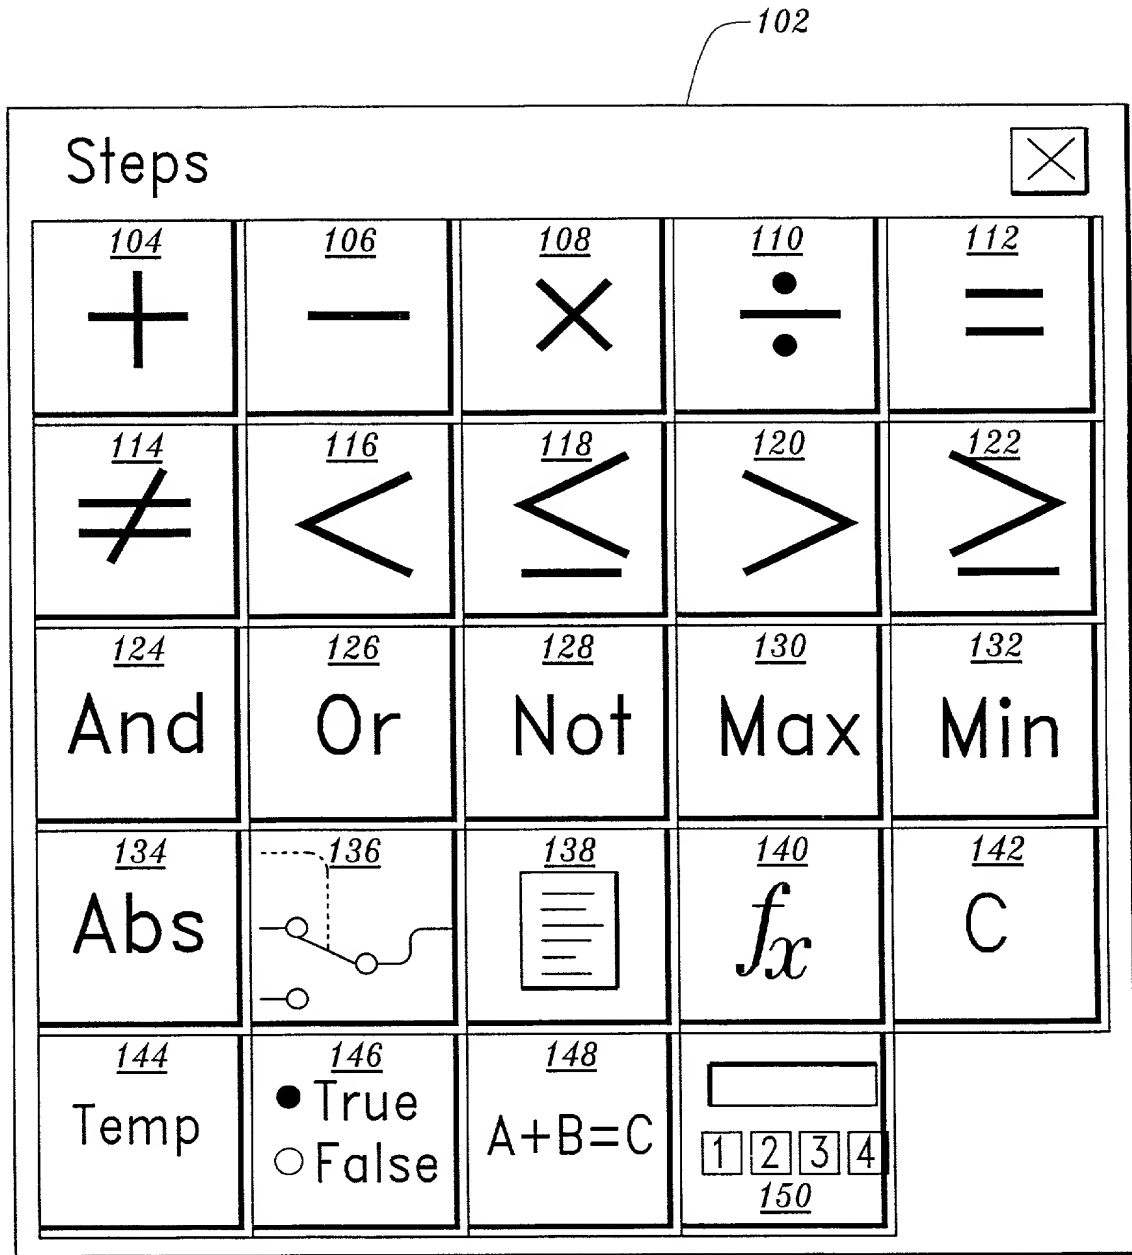 102
Steps
104 106 108 110 112
+ − × ÷ =
114 116 118 120 122
≠ < ≤ > ≥
124 126 128 130 132
And Or Not Max Min
134 136 138 140 142
Abs fx C
144 146 148
Temp True A+B=C
False
1 2 3 4
150